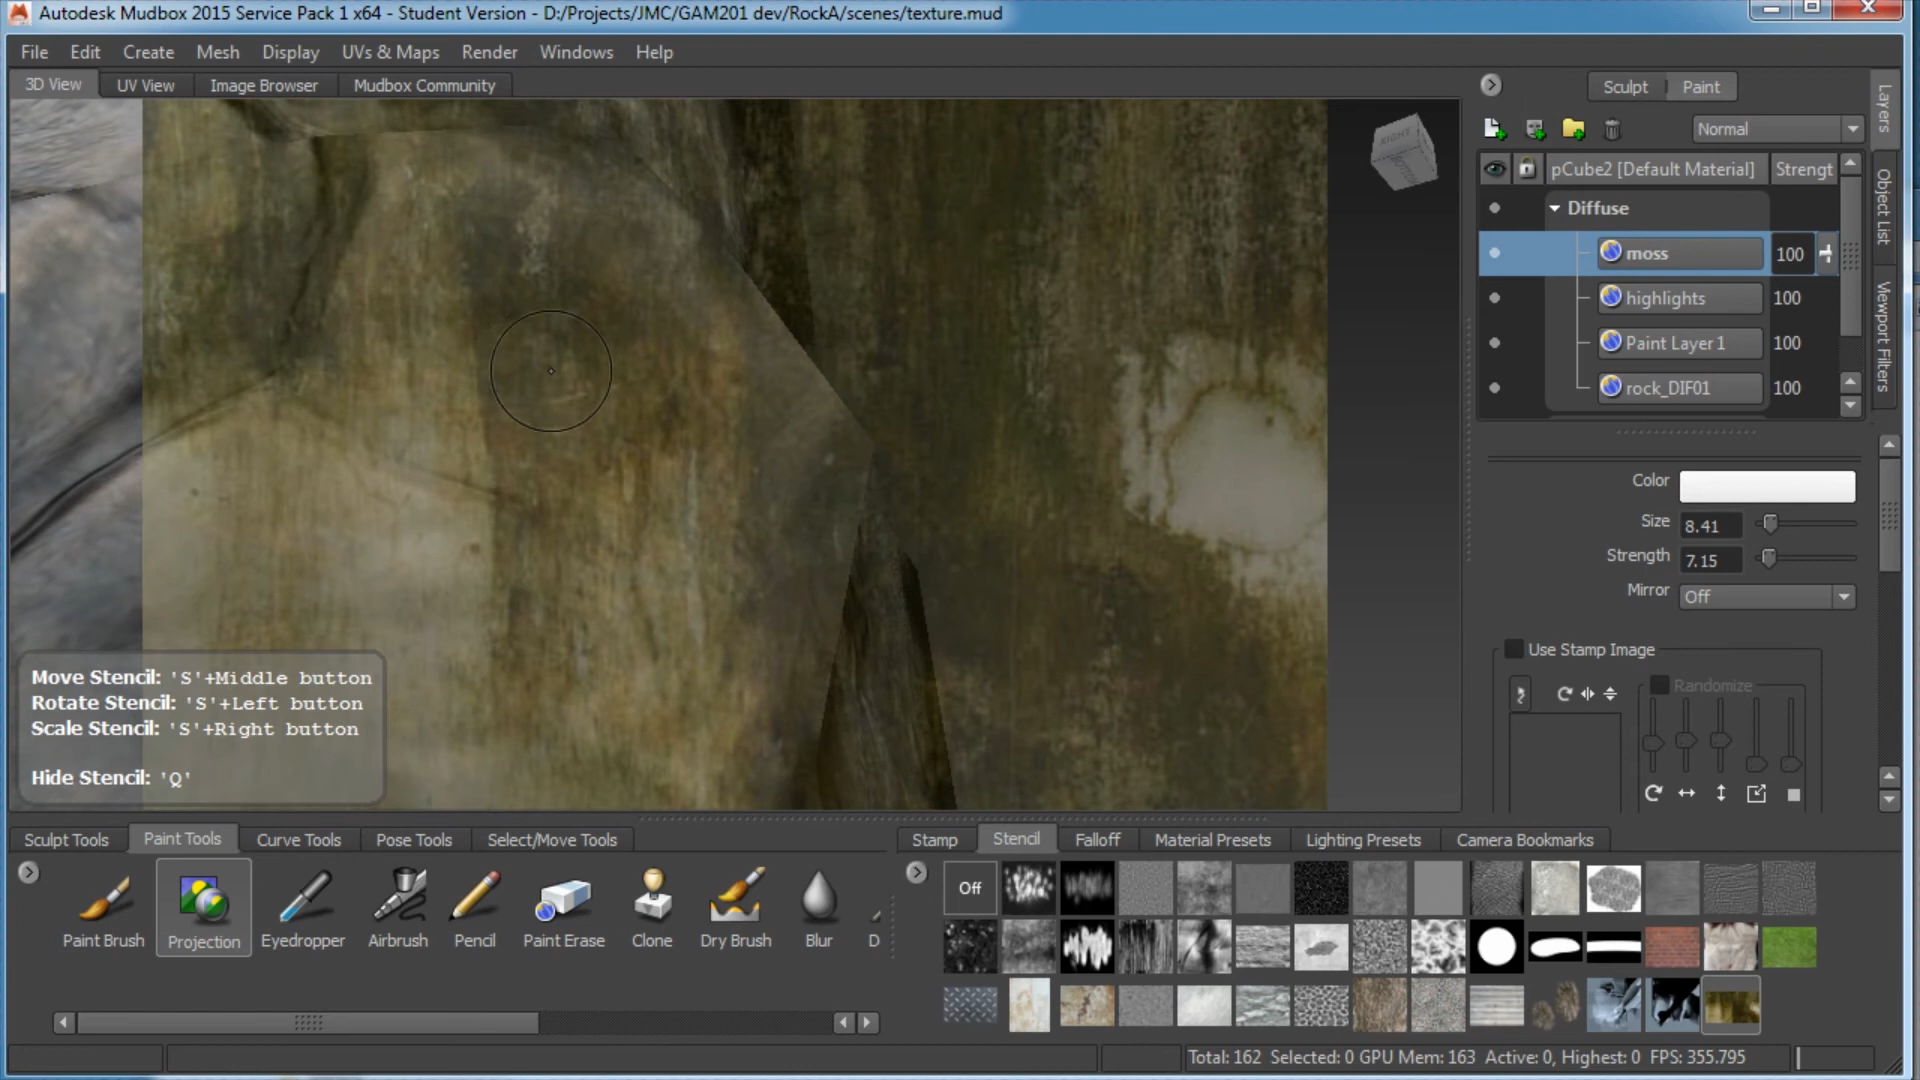 Autodesk Mudbox 2015 Service Pack 1 x64 - Student Version - D:/Projects/JMC/GAM201 dev/RockA/scenes/texture.mud
File Edit Create Mesh Display UVs & Maps Render Windows Help
3D View UV View Image Browser Mudbox Community
Sculpt Paint
Normal
Layers
Object List
Viewport Filters
RIGHT
pCube2 [Default Material] Strengt
Diffuse
moss 100
highlights 100
Paint Layer 1 100
rock_DIF01 100
Color
Size 8.41
Strength 7.15
Mirror Off
Use Stamp Image
Randomize
Move Stencil: 'S'+Middle button
Rotate Stencil: 'S'+Left button
Scale Stencil: 'S'+Right button
Hide Stencil: 'Q'
Sculpt Tools Paint Tools Curve Tools Pose Tools Select/Move Tools
Stamp Stencil Falloff Material Presets Lighting Presets Camera Bookmarks
Off
Paint Brush Projection Eyedropper Airbrush Pencil Paint Erase Clone Dry Brush Blur D
Total: 162 Selected: 0 GPU Mem: 163 Active: 0, Highest: 0 FPS: 355.795